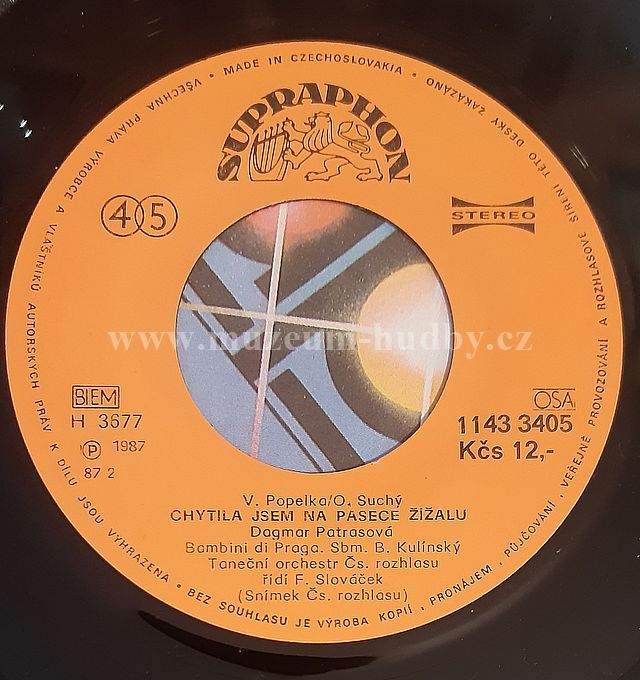 MADE IN CZECHOSLOVAKIA • VŠECHNA PRÁVA VÝROBCE A VLASTNÍKŮ AUTORSKÝCH PRÁV K DÍLU JSOU VYHRAZENA • BEZ SOUHLASU JE VÝROBA KOPIÍ, PRONÁJEM, PŮJČOVÁNÍ, VEŘEJNÉ PROVOZOVÁNÍ A ROZHLASOVÉ ŠÍŘENÍ TÉTO DESKY ZAKÁZÁNO •
SUPRAPHON
45
STEREO
www.muzeum-hudby.cz
BIEM
OSA
H 3677
1143 3405
Ⓟ 1987
Kčs 12,-
87 2
V. Popelka/O. Suchý
CHYTILA JSEM NA PASECE ŽÍŽALU
Dagmar Patrasová
Bambini di Praga. Sbm. B. Kulínský
Taneční orchestr Čs. rozhlasu
řídí F. Slováček
(Snímek Čs. rozhlasu)